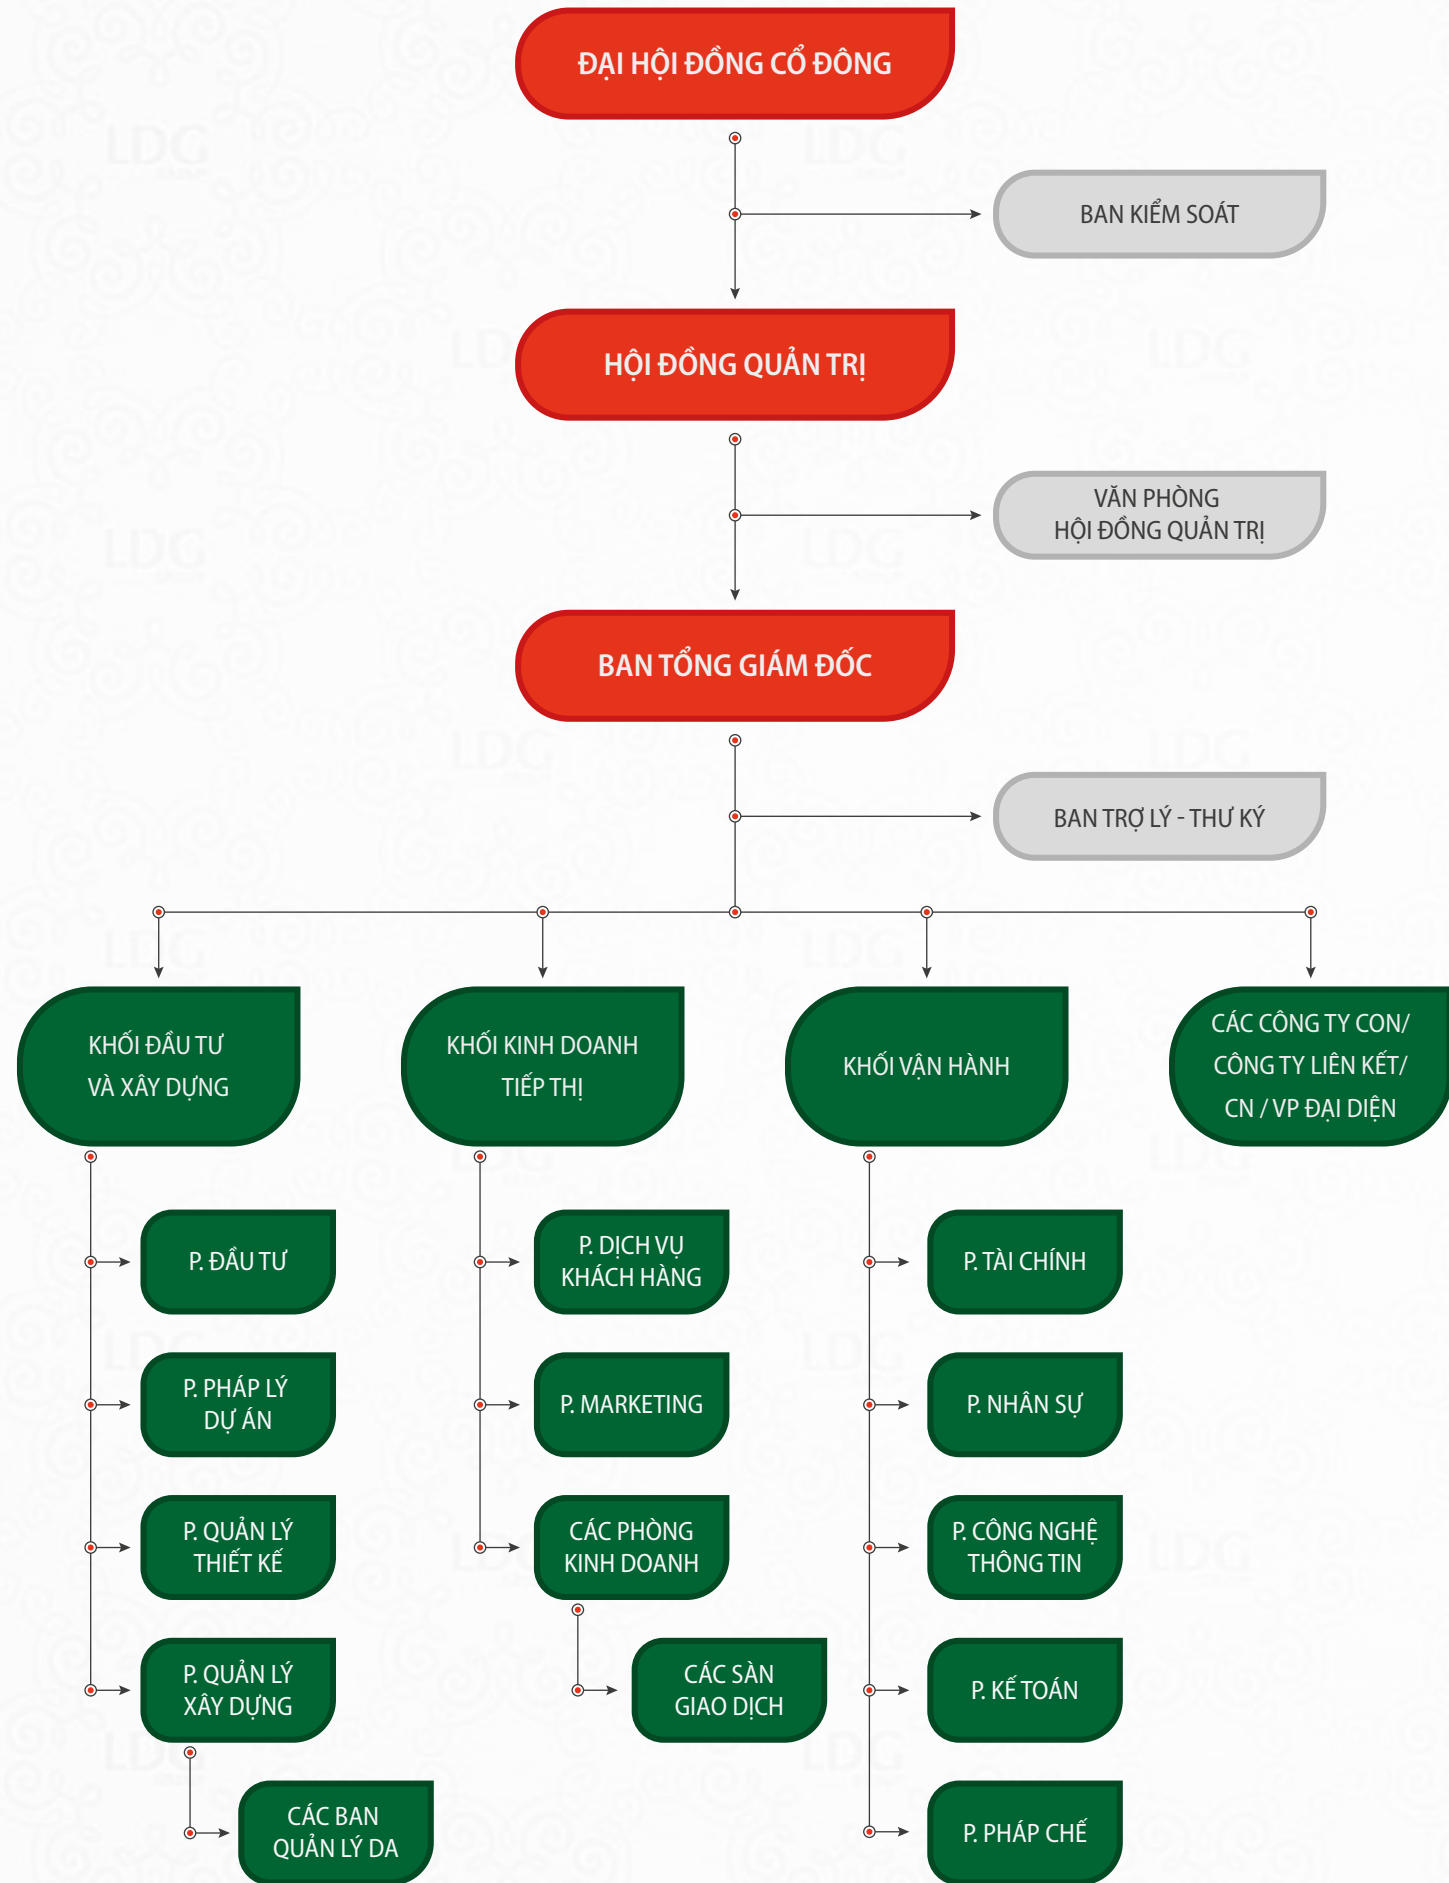 ĐẠI HỘI ĐỒNG CỔ ĐÔNG
BAN KIỂM SOÁT
HỘI ĐỒNG QUẢN TRỊ
VĂN PHÒNG
HỘI ĐỒNG QUẢN TRỊ
BAN TỔNG GIÁM ĐỐC
BAN TRỢ LÝ - THƯ KÝ
KHỐI ĐẦU TƯ
VÀ XÂY DỰNG
KHỐI KINH DOANH
TIẾP THỊ
KHỐI VẬN HÀNH
CÁC CÔNG TY CON/
CÔNG TY LIÊN KẾT/
CN / VP ĐẠI DIỆN
P. ĐẦU TƯ
P. PHÁP LÝ
DỰ ÁN
P. QUẢN LÝ
THIẾT KẾ
P. QUẢN LÝ
XÂY DỰNG
CÁC BAN
QUẢN LÝ DA
P. DỊCH VỤ
KHÁCH HÀNG
P. MARKETING
CÁC PHÒNG
KINH DOANH
CÁC SÀN
GIAO DỊCH
P. TÀI CHÍNH
P. NHÂN SỰ
P. CÔNG NGHỆ
THÔNG TIN
P. KẾ TOÁN
P. PHÁP CHẾ
LDG